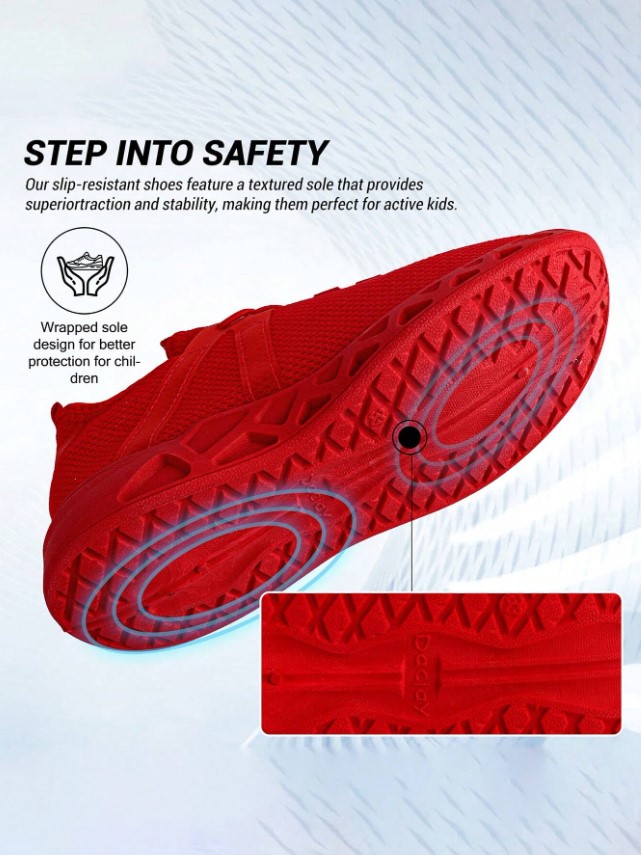 STEP INTO SAFETY
Our slip-resistant shoes feature a textured sole that provides
superiortraction and stability, making them perfect for active kids.
Wrapped sole
design for better
protection for chil-
dren